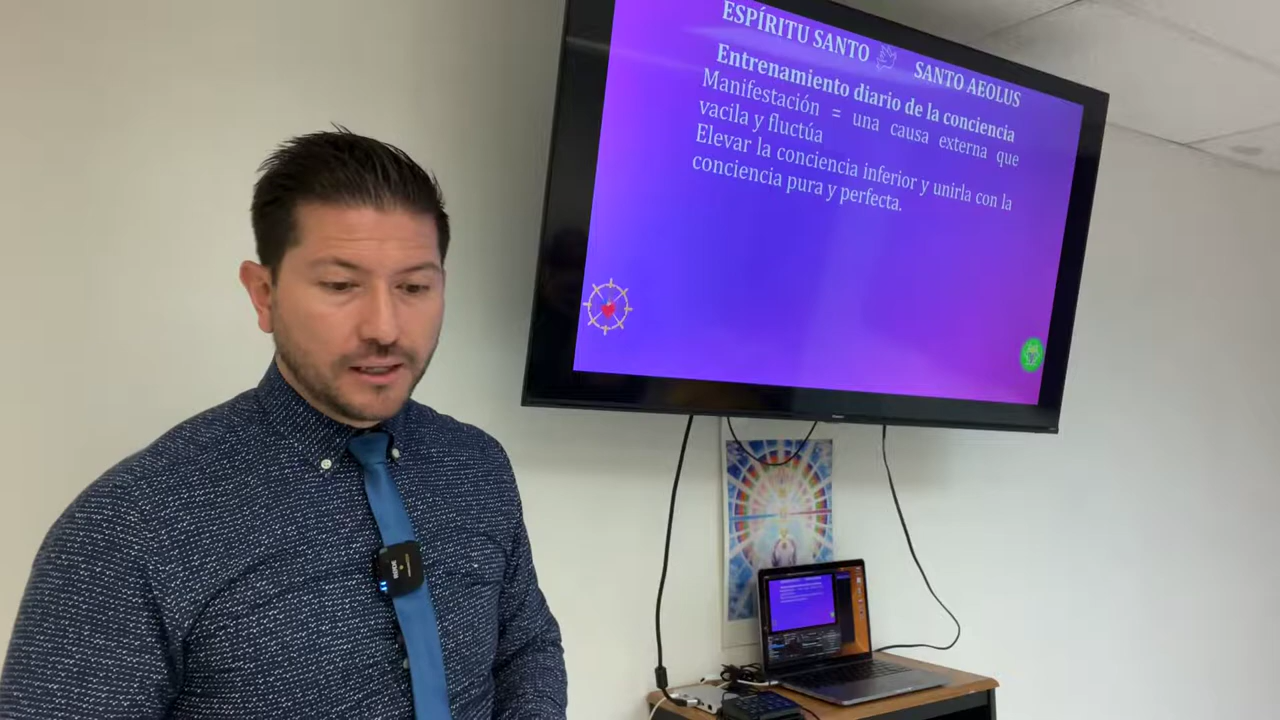 ESPÍRITU SANTO SANTO AEOLUS
Entrenamiento diario de la conciencia
Manifestación = una causa externa que
vacila y fluctúa
Elevar la conciencia inferior y unirla con la
conciencia pura y perfecta.